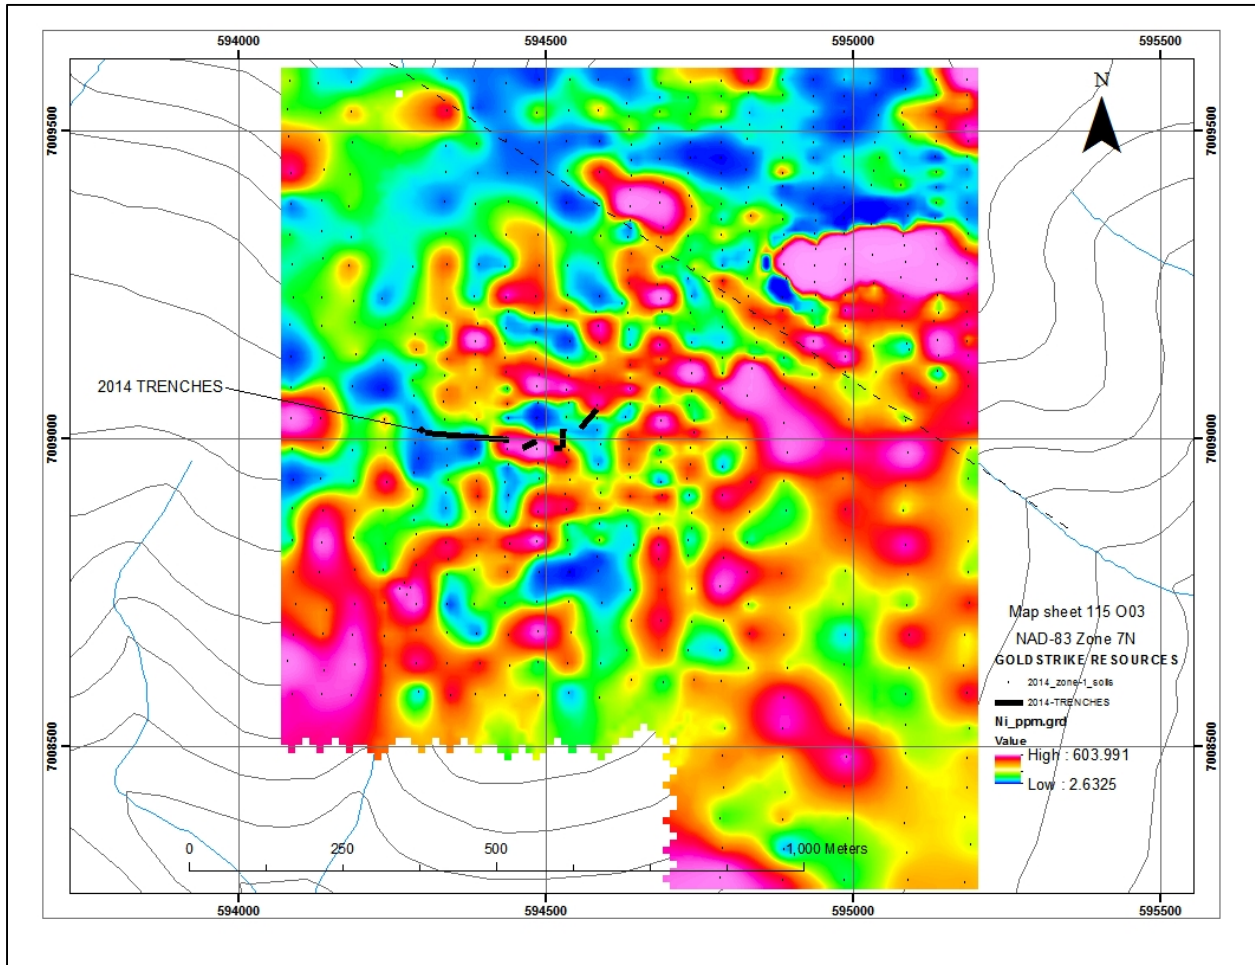 594000 594500 595000 595500
N
7009500 7009500
2014 TRENCHES
7009000 7009000
Map sheet 115 O03
NAD-83 Zone 7N
GOLDSTRIKE RESOURCES
2014_zone-1_soils
2014-TRENCHES
Ni_ppm.grd
Value
High : 603.991
Low : 2.6325
7008500 7008500
0 250 500 1,000 Meters
594000 594500 595000 595500